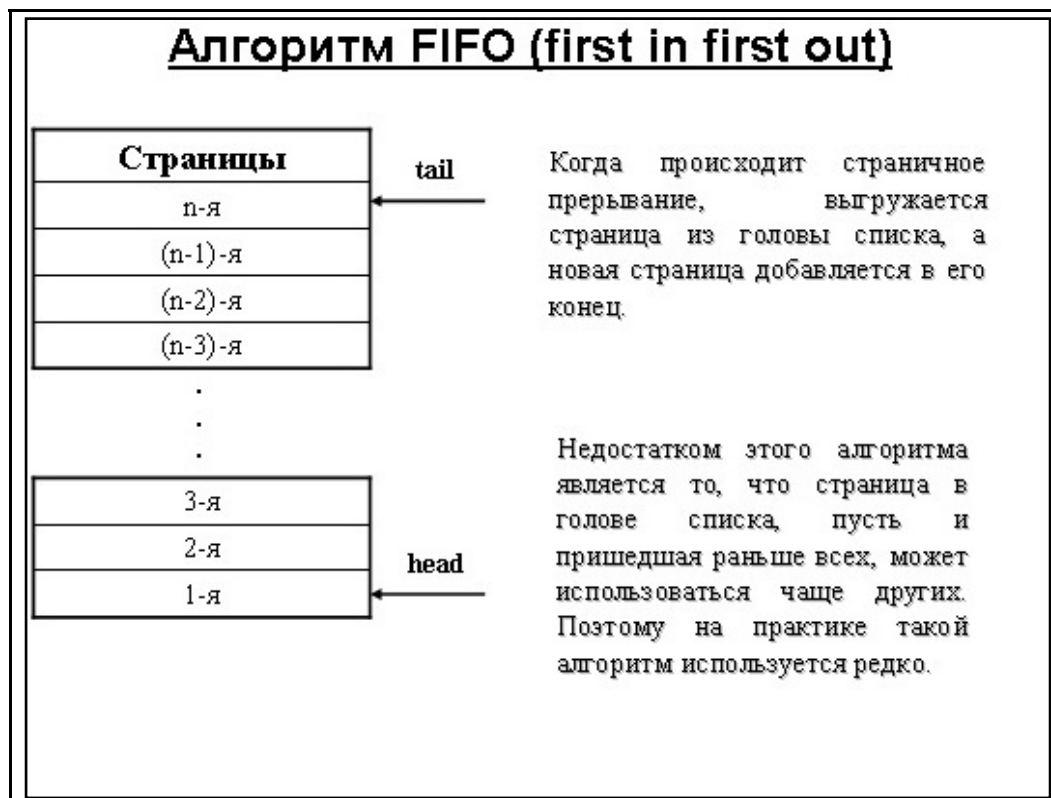 Алгоритм FIFO (first in first out)
Страницы
n-я
(n-1)-я
(n-2)-я
(n-3)-я
.
.
.
3-я
2-я
1-я
tail
head
Когда происходит страничное
прерывание, выгружается
страница из головы списка, а
новая страница добавляется в его
конец.
Недостатком этого алгоритма
является то, что страница в
голове списка, пусть и
пришедшая раньше всех, может
использоваться чаще других.
Поэтому на практике такой
алгоритм используется редко.